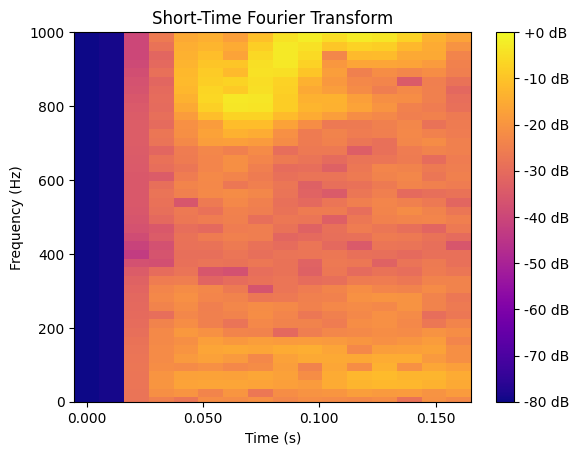 Short-Time Fourier Transform
Frequency (Hz)
1000
800
600
400
200
0
0.000
0.050
0.100
0.150
Time (s)
+0 dB
-10 dB
-20 dB
-30 dB
-40 dB
-50 dB
-60 dB
-70 dB
-80 dB